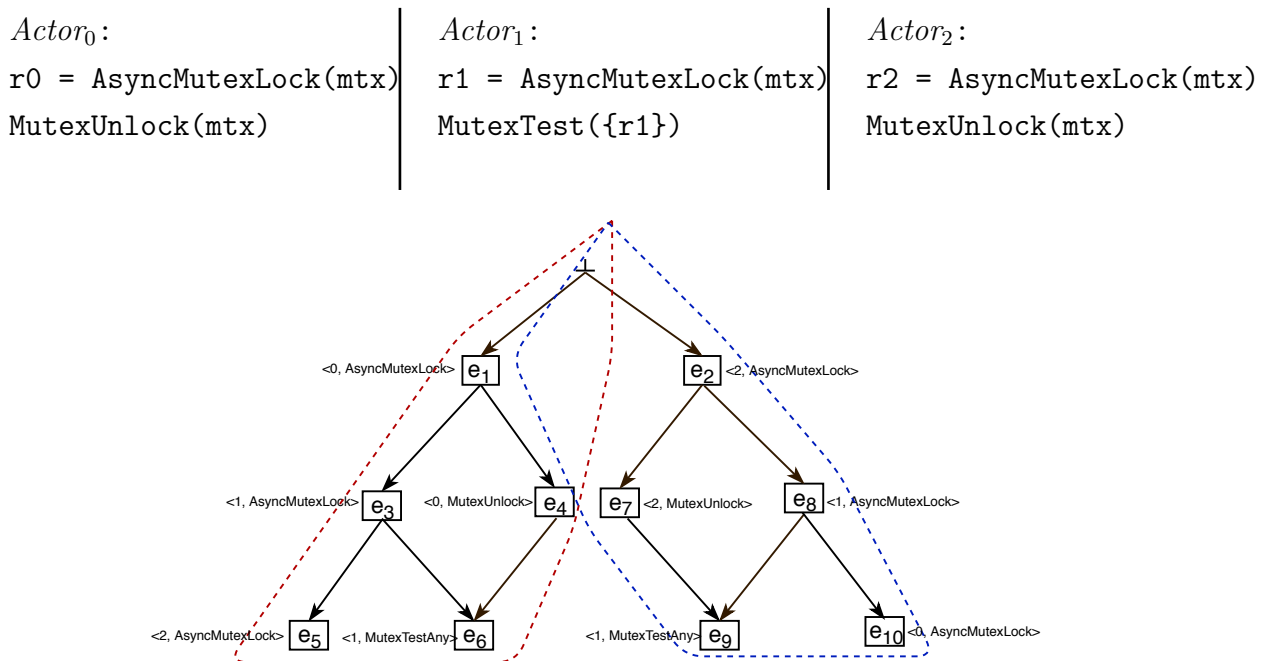 Actor₀:
r0 = AsyncMutexLock(mtx)
MutexUnlock(mtx)
Actor₁:
r1 = AsyncMutexLock(mtx)
MutexTest({r1})
Actor₂:
r2 = AsyncMutexLock(mtx)
MutexUnlock(mtx)
⊥
<0, AsyncMutexLock> e₁
e₂ <2, AsyncMutexLock>
<1, AsyncMutexLock> e₃
<0, MutexUnlock> e₄
e₇ <2, MutexUnlock>
e₈ <1, AsyncMutexLock>
<2, AsyncMutexLock> e₅
<1, MutexTestAny> e₆
<1, MutexTestAny> e₉
e₁₀ <0, AsyncMutexLock>